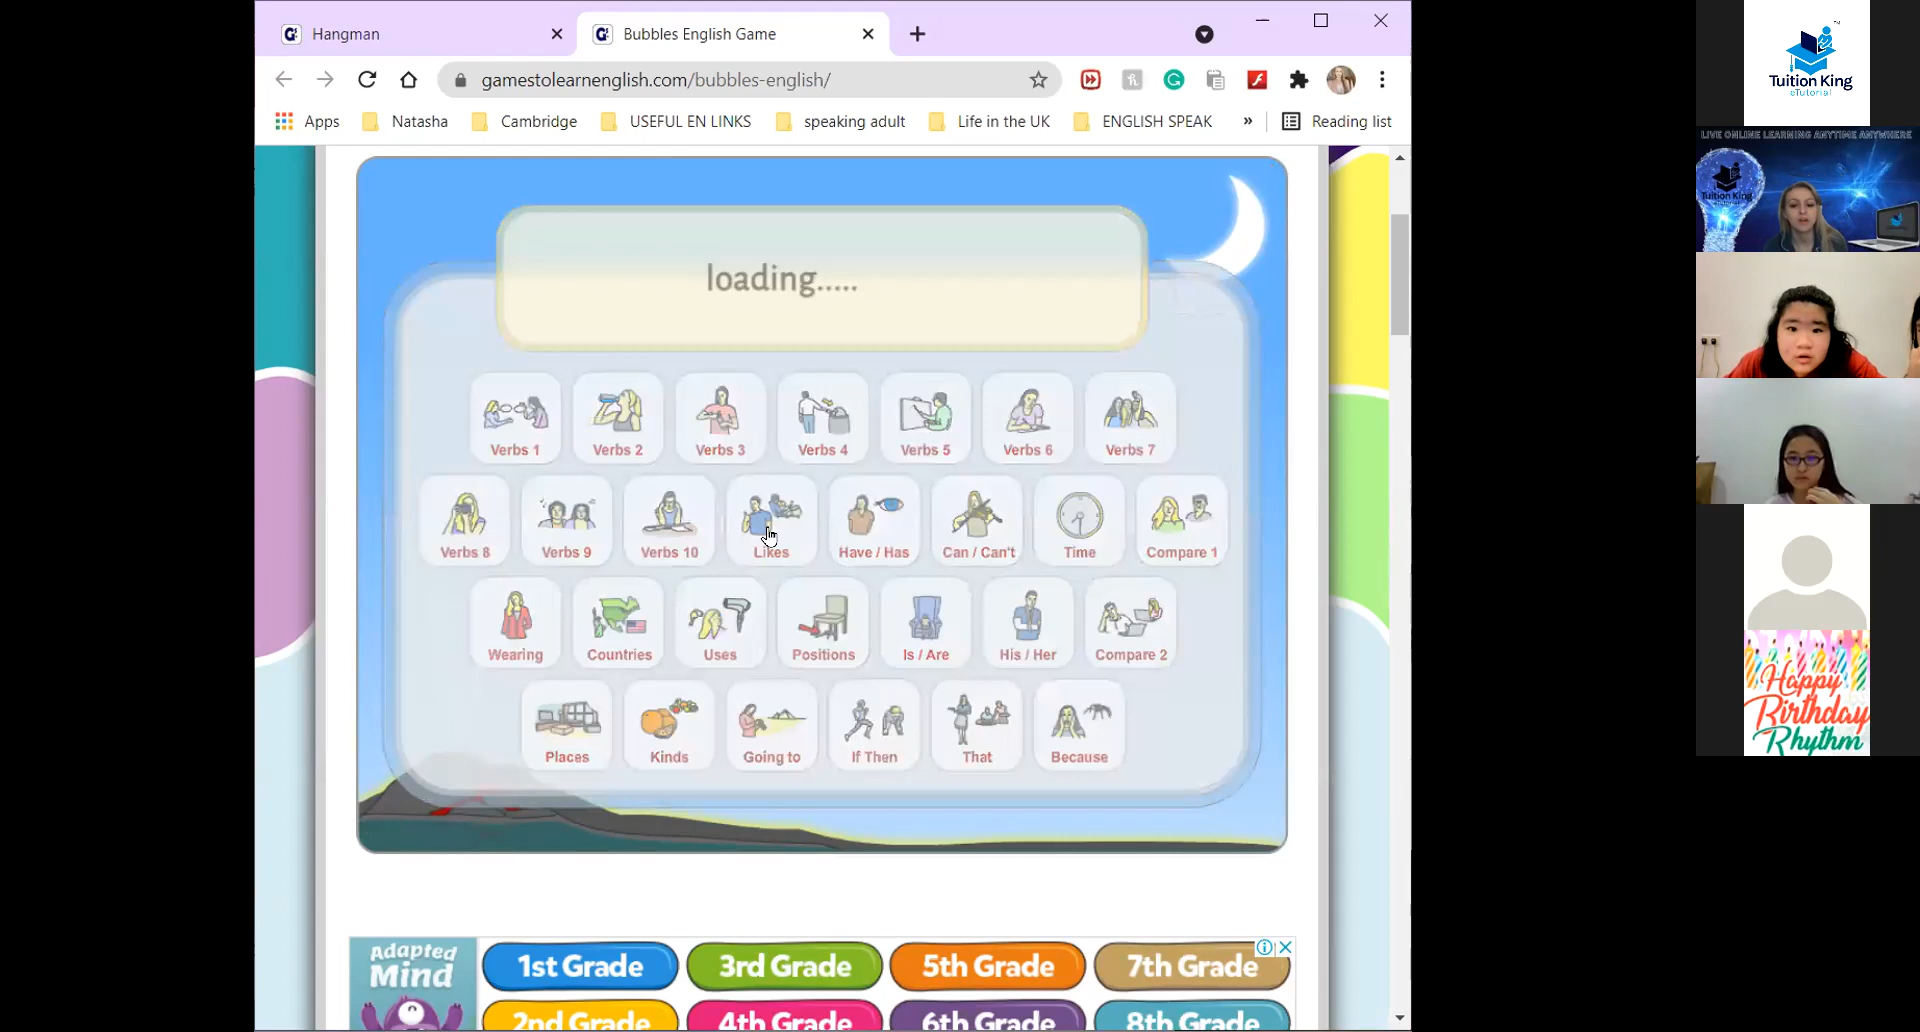 Hangman
Bubbles English Game
gamestolearnenglish.com/bubbles-english/
Apps
Natasha
Cambridge
USEFUL EN LINKS
speaking adult
Life in the UK
ENGLISH SPEAK
»
Reading list
loading.....
Verbs 1
Verbs 2
Verbs 3
Verbs 4
Verbs 5
Verbs 6
Verbs 7
Verbs 8
Verbs 9
Verbs 10
Likes
Have / Has
Can / Can't
Time
Compare 1
Wearing
Countries
Uses
Positions
Is / Are
His / Her
Compare 2
Places
Kinds
Going to
If Then
That
Because
Adapted
Mind
1st Grade
3rd Grade
5th Grade
7th Grade
2nd Grade
4th Grade
6th Grade
8th Grade
Tuition King
eTutorial
LIVE ONLINE LEARNING ANYTIME ANYWHERE
Tuition King
Happy
Birthday
Rhythm